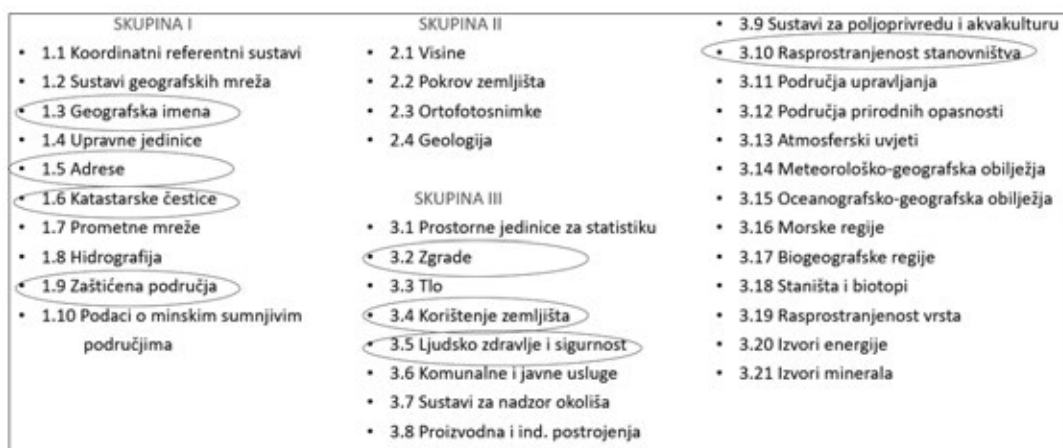 SKUPINA I
• 1.1 Koordinatni referentni sustavi
• 1.2 Sustavi geografskih mreža
• 1.3 Geografska imena
• 1.4 Upravne jedinice
• 1.5 Adrese
• 1.6 Katastarske čestice
• 1.7 Prometne mreže
• 1.8 Hidrografija
• 1.9 Zaštićena područja
• 1.10 Podaci o minskim sumnjivim
područjima
SKUPINA II
• 2.1 Visine
• 2.2 Pokrov zemljišta
• 2.3 Ortofotosnimke
• 2.4 Geologija
SKUPINA III
• 3.1 Prostorne jedinice za statistiku
• 3.2 Zgrade
• 3.3 Tlo
• 3.4 Korištenje zemljišta
• 3.5 Ljudsko zdravlje i sigurnost
• 3.6 Komunalne i javne usluge
• 3.7 Sustavi za nadzor okoliša
• 3.8 Proizvodna i ind. postrojenja
• 3.9 Sustavi za poljoprivredu i akvakulturu
• 3.10 Rasprostranjenost stanovništva
• 3.11 Područja upravljanja
• 3.12 Područja prirodnih opasnosti
• 3.13 Atmosferski uvjeti
• 3.14 Meteorološko-geografska obilježja
• 3.15 Oceanografsko-geografska obilježja
• 3.16 Morske regije
• 3.17 Biogeografske regije
• 3.18 Staništa i biotopi
• 3.19 Rasprostranjenost vrsta
• 3.20 Izvori energije
• 3.21 Izvori minerala